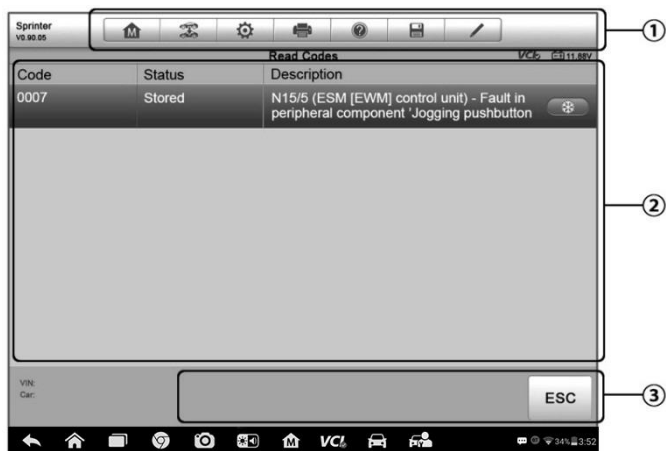 Sprinter
V0.90.05
①
Read Codes
VCI
11.88V
Code Status Description
0007 Stored N15/5 (ESM [EWM] control unit) - Fault in
peripheral component 'Jogging pushbutton
②
VIN:
Car:
ESC
③
VCI
34% 3:52